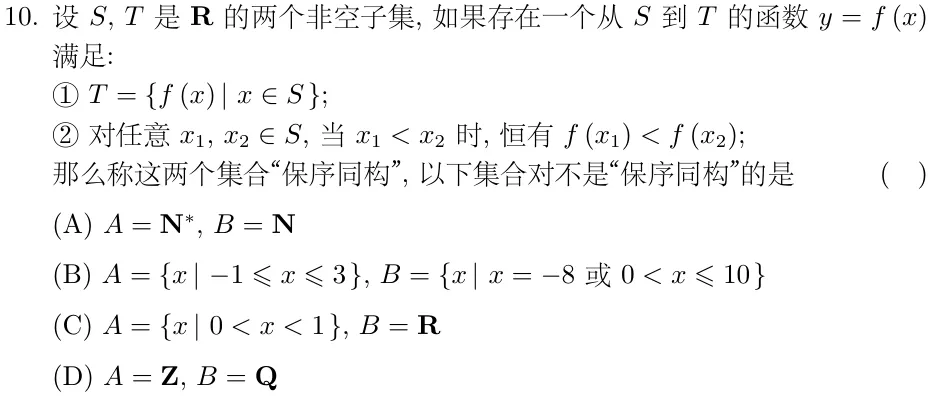 10. 设 S, T 是 R 的两个非空子集, 如果存在一个从 S 到 T 的函数 y = f (x)
满足:
① T = {f (x) | x ∈ S};
② 对任意 x₁, x₂ ∈ S, 当 x₁ < x₂ 时, 恒有 f (x₁) < f (x₂);
那么称这两个集合“保序同构”, 以下集合对不是“保序同构”的是 ( )
(A) A = N*, B = N
(B) A = {x | −1 ⩽ x ⩽ 3}, B = {x | x = −8 或 0 < x ⩽ 10}
(C) A = {x | 0 < x < 1}, B = R
(D) A = Z, B = Q